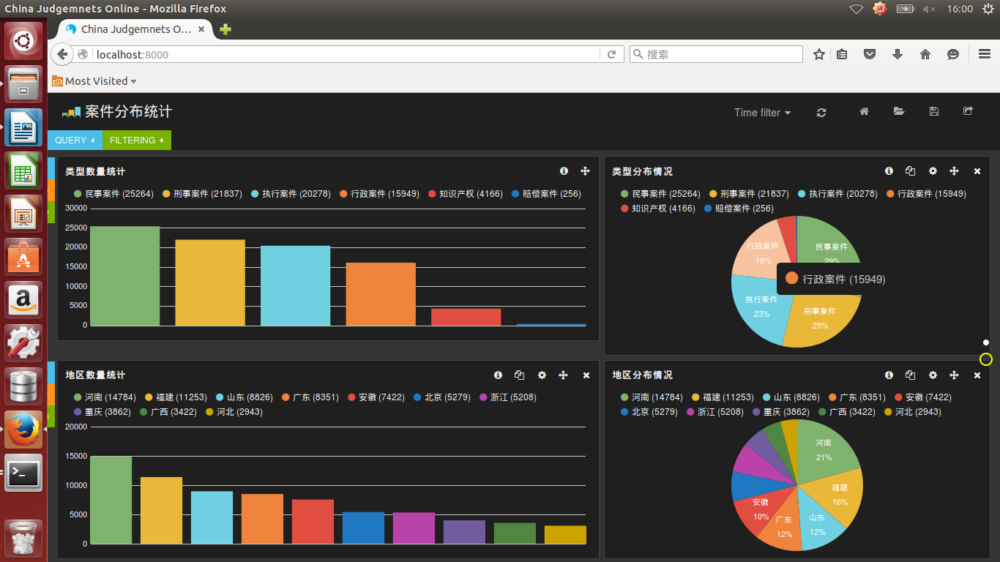 China Judgemnets Online - Mozilla Firefox
拼
16:00
China Judgemnets O...
localhost:8000
搜索
Most Visited
案件分布统计
Time filter
QUERY FILTERING
类型数量统计
民事案件 (25264) 刑事案件 (21837) 执行案件 (20278) 行政案件 (15949) 知识产权 (4166) 赔偿案件 (256)
30000
25000
20000
15000
10000
5000
0
类型分布情况
民事案件 (25264) 刑事案件 (21837) 执行案件 (20278) 行政案件 (15949)
知识产权 (4166) 赔偿案件 (256)
行政案件
18%
民事案件
29%
行政案件 (15949)
执行案件
23%
刑事案件
25%
地区数量统计
河南 (14784) 福建 (11253) 山东 (8826) 广东 (8351) 安徽 (7422) 北京 (5279) 浙江 (5208)
重庆 (3862) 广西 (3422) 河北 (2943)
20000
15000
10000
5000
0
地区分布情况
河南 (14784) 福建 (11253) 山东 (8826) 广东 (8351) 安徽 (7422)
北京 (5279) 浙江 (5208) 重庆 (3862) 广西 (3422) 河北 (2943)
河南
21%
福建
16%
安徽
10%
广东
12%
山东
12%